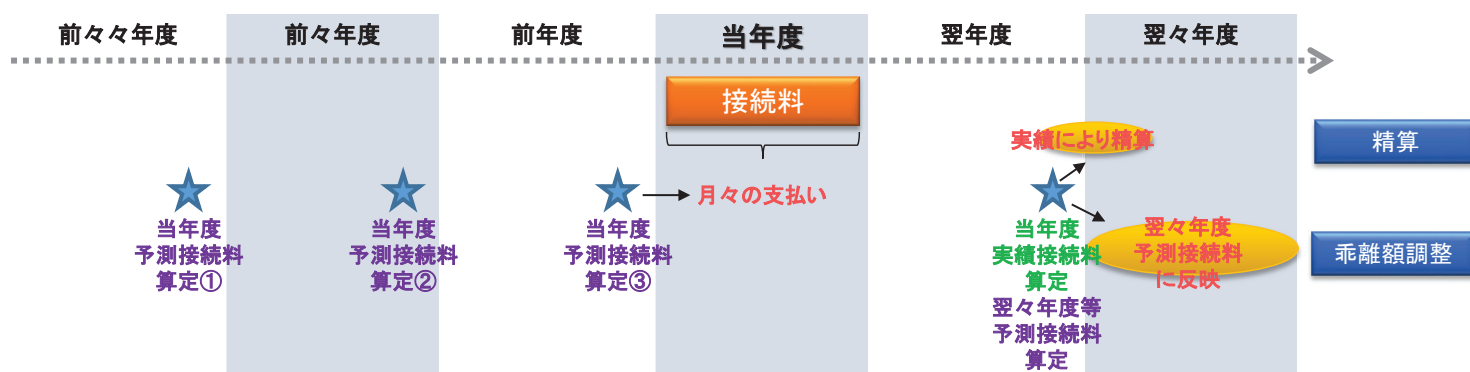 前々々年度
前々年度
前年度
当年度
翌年度
翌々年度
接続料
実績により精算
精算
月々の支払い
当年度
予測接続料
算定①
当年度
予測接続料
算定②
当年度
予測接続料
算定③
当年度
実績接続料
算定
翌々年度等
予測接続料
算定
翌々年度
予測接続料
に反映
乖離額調整